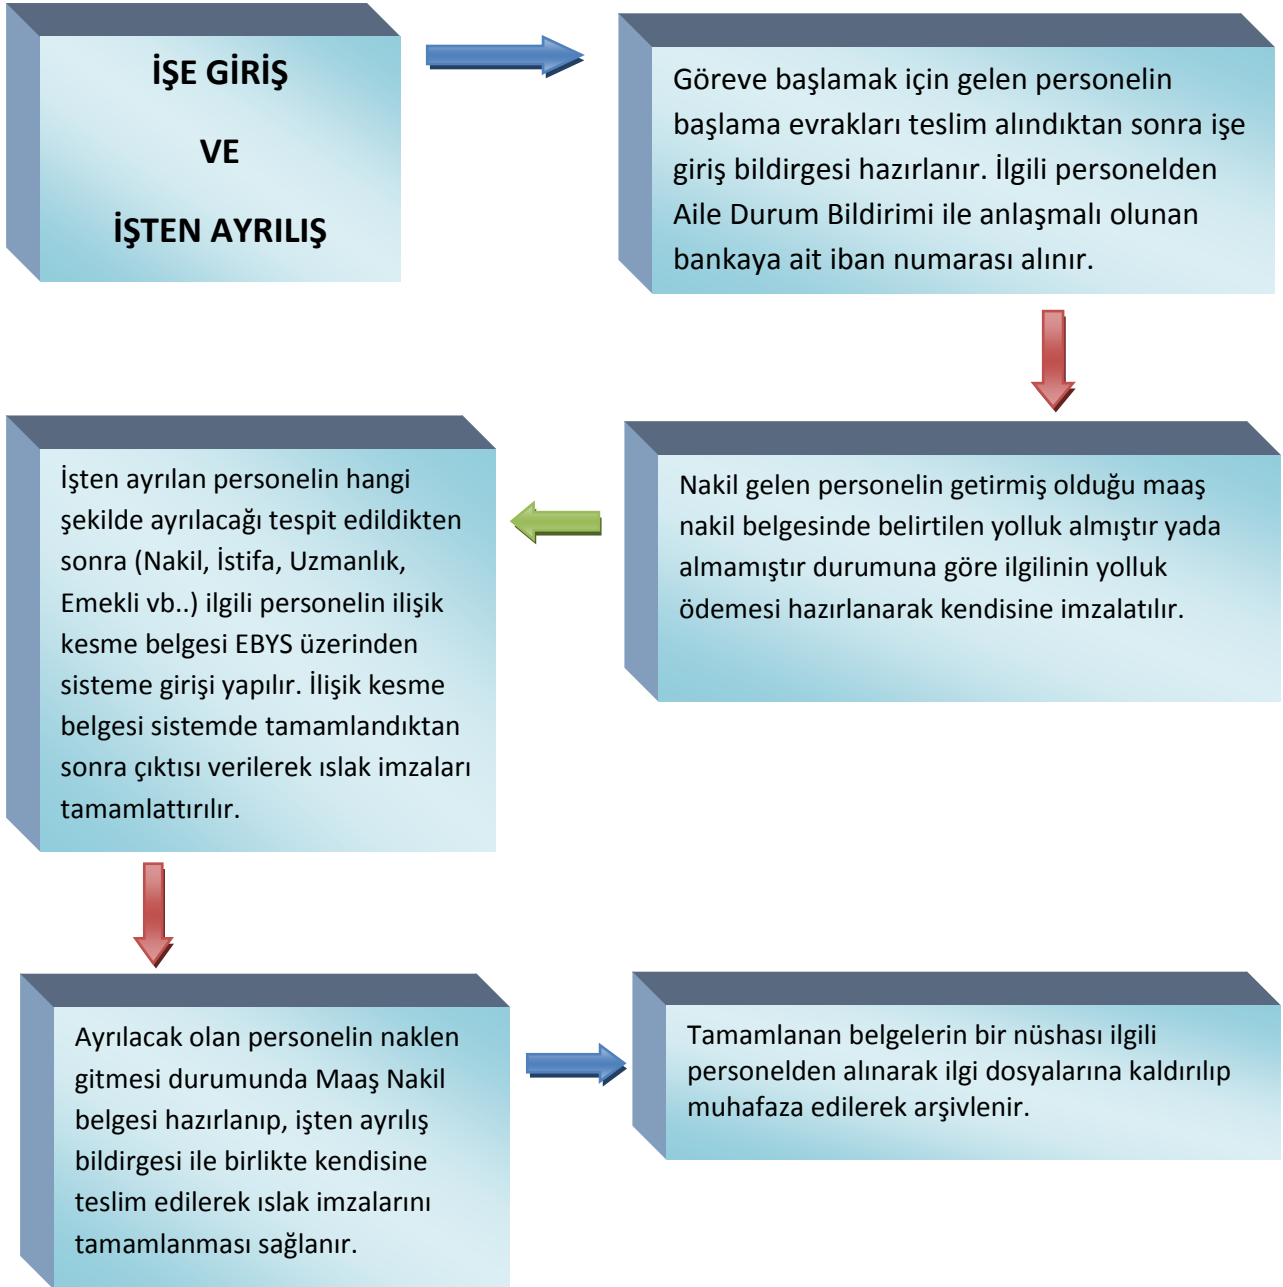 İŞE GİRİŞ
VE
İŞTEN AYRILIŞ
Göreve başlamak için gelen personelin
başlama evrakları teslim alındıktan sonra işe
giriş bildirgesi hazırlanır. İlgili personelden
Aile Durum Bildirimi ile anlaşmalı olunan
bankaya ait iban numarası alınır.
Nakil gelen personelin getirmiş olduğu maaş
nakil belgesinde belirtilen yolluk almıştır yada
almamıştır durumuna göre ilgilinin yolluk
ödemesi hazırlanarak kendisine imzalatılır.
İşten ayrılan personelin hangi
şekilde ayrılacağı tespit edildikten
sonra (Nakil, İstifa, Uzmanlık,
Emekli vb..) ilgili personelin ilişik
kesme belgesi EBYS üzerinden
sisteme girişi yapılır. İlişik kesme
belgesi sistemde tamamlandıktan
sonra çıktısı verilerek ıslak imzaları
tamamlattırılır.
Ayrılacak olan personelin naklen
gitmesi durumunda Maaş Nakil
belgesi hazırlanıp, işten ayrılış
bildirgesi ile birlikte kendisine
teslim edilerek ıslak imzalarını
tamamlanması sağlanır.
Tamamlanan belgelerin bir nüshası ilgili
personelden alınarak ilgi dosyalarına kaldırılıp
muhafaza edilerek arşivlenir.